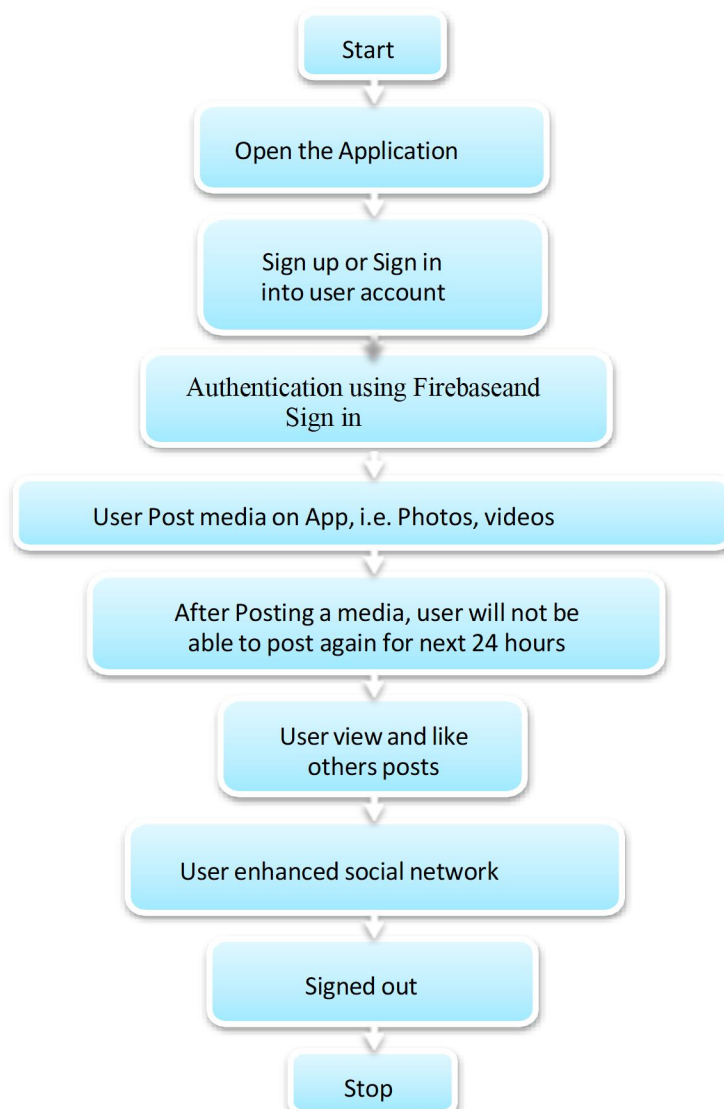 Start
Open the Application
Sign up or Sign in
into user account
Authentication using Firebaseand
Sign in
User Post media on App, i.e. Photos, videos
After Posting a media, user will not be
able to post again for next 24 hours
User view and like
others posts
User enhanced social network
Signed out
Stop